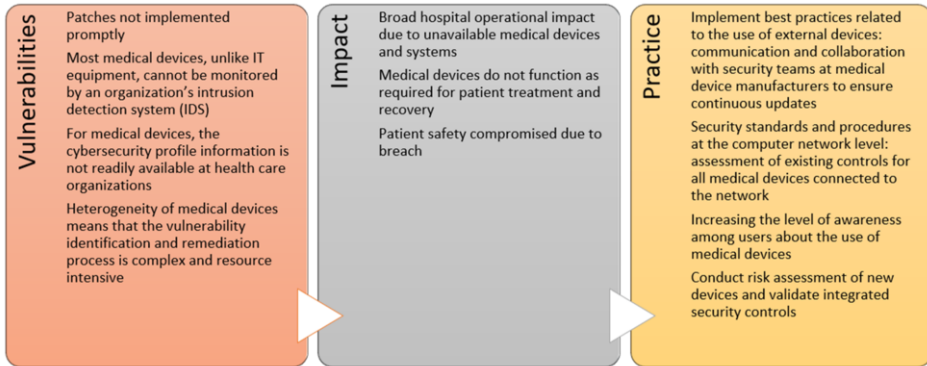 Vulnerabilities
Patches not implemented
promptly
Most medical devices, unlike IT
equipment, cannot be monitored
by an organization's intrusion
detection system (IDS)
For medical devices, the
cybersecurity profile information is
not readily available at health care
organizations
Heterogeneity of medical devices
means that the vulnerability
identification and remediation
process is complex and resource
intensive
Impact
Broad hospital operational impact
due to unavailable medical devices
and systems
Medical devices do not function as
required for patient treatment and
recovery
Patient safety compromised due to
breach
Practice
Implement best practices related
to the use of external devices:
communication and collaboration
with security teams at medical
device manufacturers to ensure
continuous updates
Security standards and procedures
at the computer network level:
assessment of existing controls for
all medical devices connected to
the network
Increasing the level of awareness
among users about the use of
medical devices
Conduct risk assessment of new
devices and validate integrated
security controls